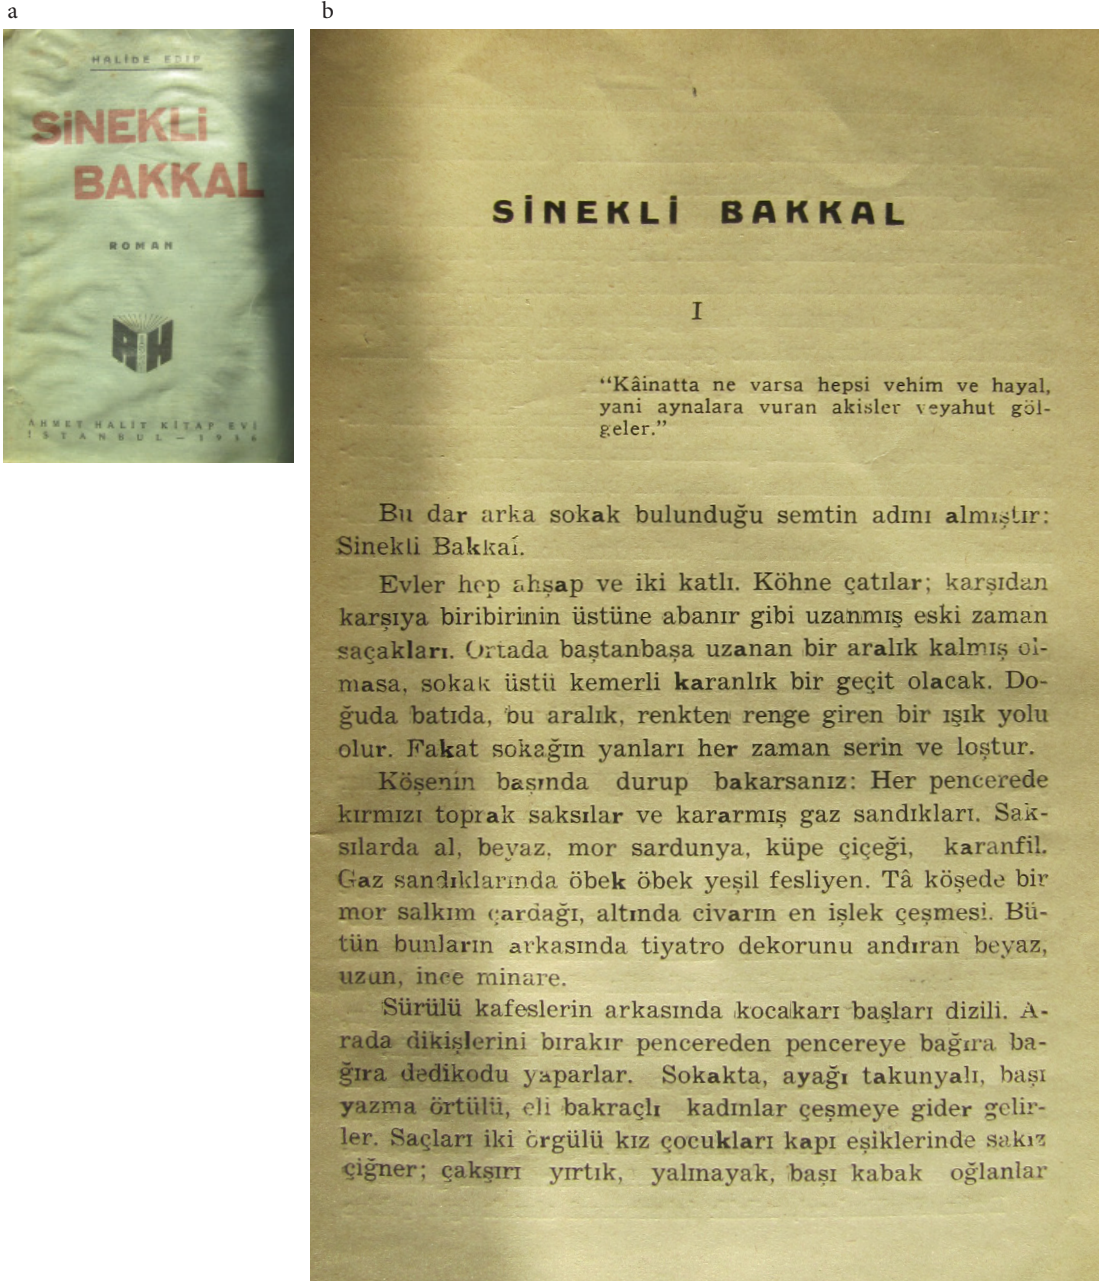 a
b
HALİDE EDİP
SİNEKLİ
BAKKAL
ROMAN
AHMET HALİT KİTAP EVİ
İSTANBUL — 1936
SİNEKLİ BAKKAL
I
“Kâinatta ne varsa hepsi vehim ve hayal,
yani aynalara vuran akisler veyahut göl-
geler.”
Bu dar arka sokak bulunduğu semtin adını almıştır:
Sinekli Bakkal.
Evler hep ahşap ve iki katlı. Köhne çatılar; karşıdan
karşıya biribirinin üstüne abanır gibi uzanmış eski zaman
saçakları. Ortada baştanbaşa uzanan bir aralık kalmış ol-
masa, sokak üstü kemerli karanlık bir geçit olacak. Do-
ğuda batıda, bu aralık, renkten renge giren bir ışık yolu
olur. Fakat sokağın yanları her zaman serin ve loştur.
Köşenin başında durup bakarsanız: Her pencerede
kırmızı toprak saksılar ve kararmış gaz sandıkları. Sak-
sılarda al, beyaz, mor sardunya, küpe çiçeği, karanfil.
Gaz sandıklarında öbek öbek yeşil fesliyen. Tâ köşede bir
mor salkım çardağı, altında civarın en işlek çeşmesi. Bü-
tün bunların arkasında tiyatro dekorunu andıran beyaz,
uzun, ince minare.
Sürülü kafeslerin arkasında kocakarı başları dizili. A-
rada dikişlerini bırakır pencereden pencereye bağıra ba-
ğıra dedikodu yaparlar. Sokakta, ayağı takunyalı, başı
yazma örtülü, eli bakraçlı kadınlar çeşmeye gider gelir-
ler. Saçları iki örgülü kız çocukları kapı eşiklerinde sakız
çiğner; çakşırı yırtık, yalınayak, başı kabak oğlanlar